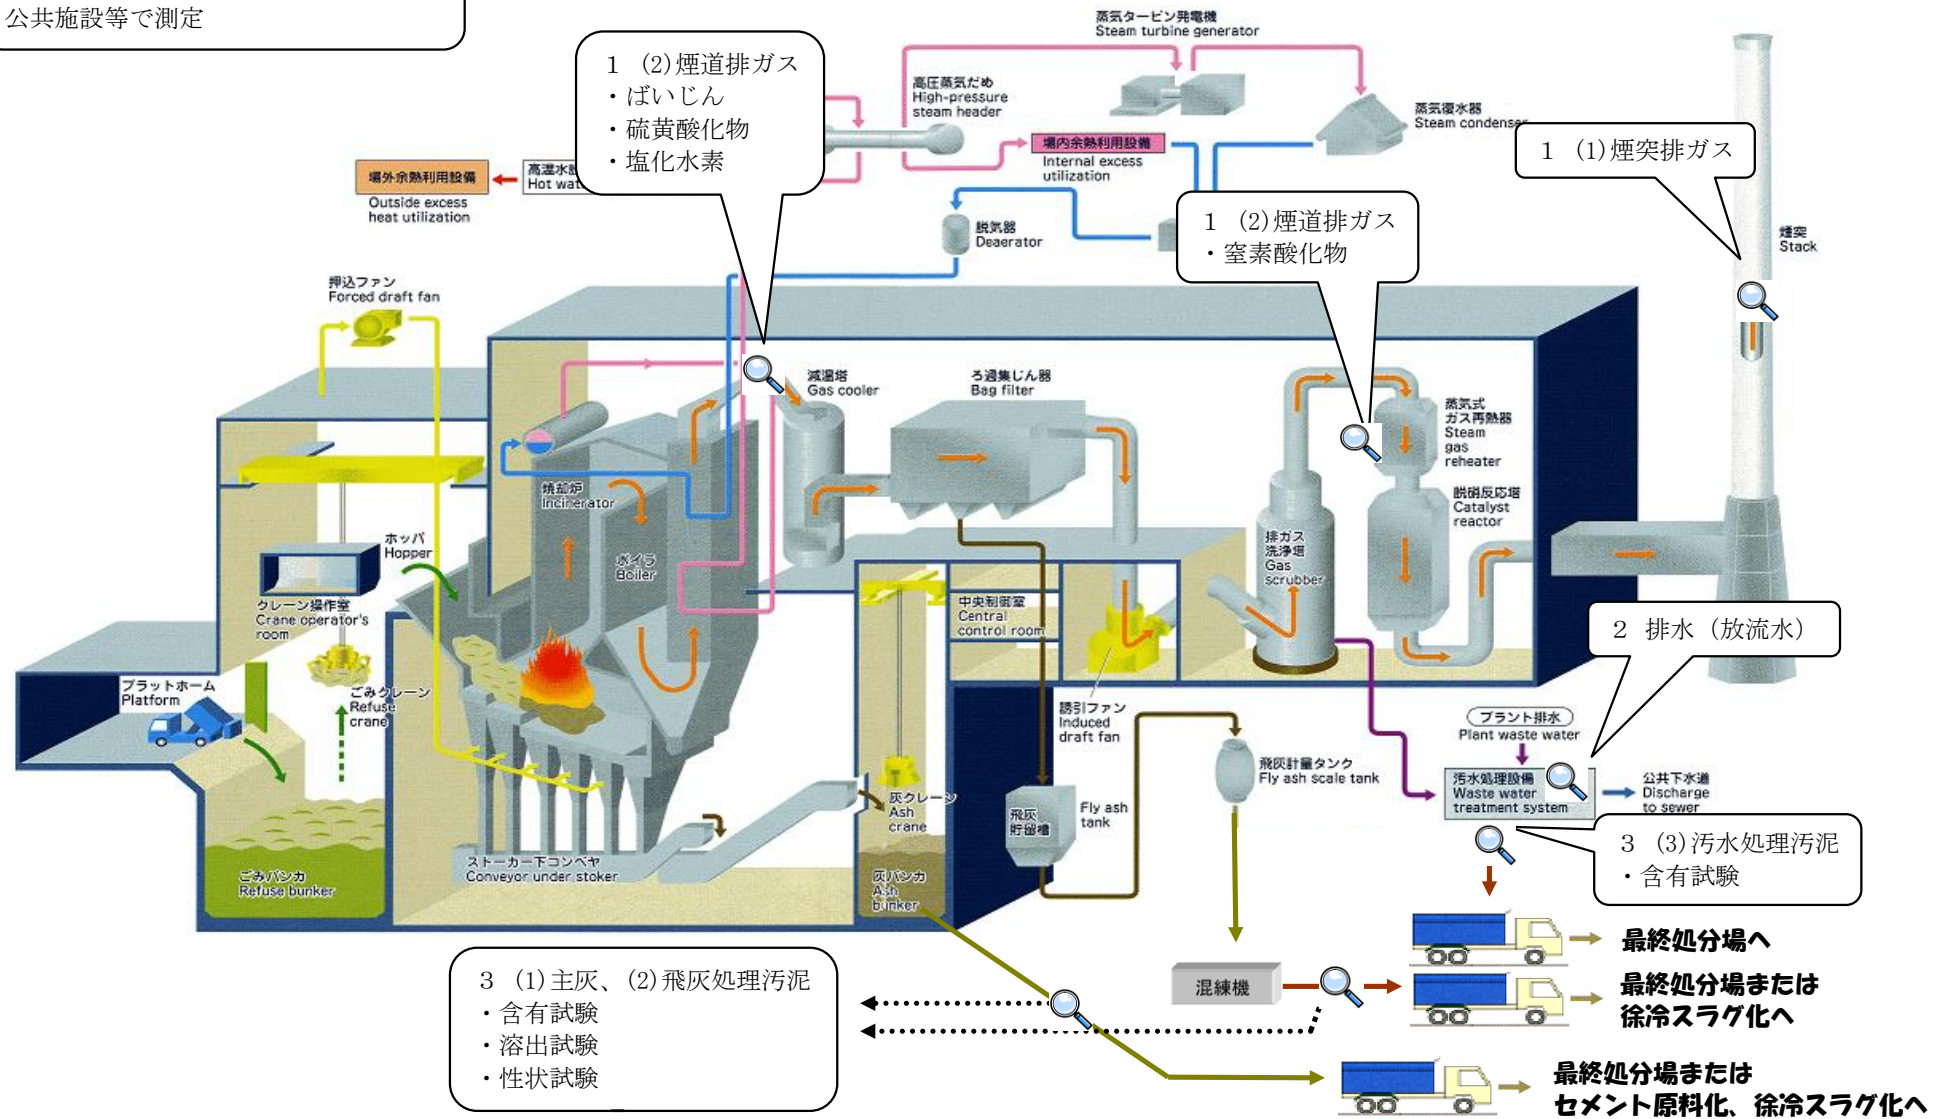 公共施設等で測定
蒸気タービン発電機
Steam turbine generator
1 (2)煙道排ガス
・ばいじん
・硫黄酸化物
・塩化水素
高圧蒸気だめ
High-pressure
steam header
蒸気復水器
Steam condenser
場内余熱利用設備
Internal excess
utilization
1 (1)煙突排ガス
場外余熱利用設備
Outside excess
heat utilization
高温水
Hot wat
脱気器
Deaerator
1 (2)煙道排ガス
・窒素酸化物
煙突
Stack
押込ファン
Forced draft fan
減温塔
Gas cooler
ろ過集じん器
Bag filter
蒸気式
ガス再熱器
Steam
gas
reheater
焼却炉
Incinerator
脱硝反応塔
Catalyst
reactor
ホッパ
Hopper
ボイラ
Boiler
排ガス
洗浄塔
Gas
scrubber
クレーン操作室
Crane operator's
room
中央制御室
Central
control room
2 排水（放流水）
プラットホーム
Platform
ごみクレーン
Refuse
crane
誘引ファン
Induced
draft fan
プラント排水
Plant waste water
飛灰計量タンク
Fly ash scale tank
汚水処理設備
Waste water
treatment system
公共下水道
Discharge
to sewer
灰クレーン
Ash
crane
飛灰
貯留槽
Fly ash
tank
3 (3)汚水処理汚泥
・含有試験
ストーカー下コンベヤ
Conveyor under stoker
ごみバンカ
Refuse bunker
灰バンカ
Ash
bunker
3 (1)主灰、(2)飛灰処理汚泥
・含有試験
・溶出試験
・性状試験
混練機
最終処分場へ
最終処分場または
徐冷スラグ化へ
最終処分場または
セメント原料化、徐冷スラグ化へ